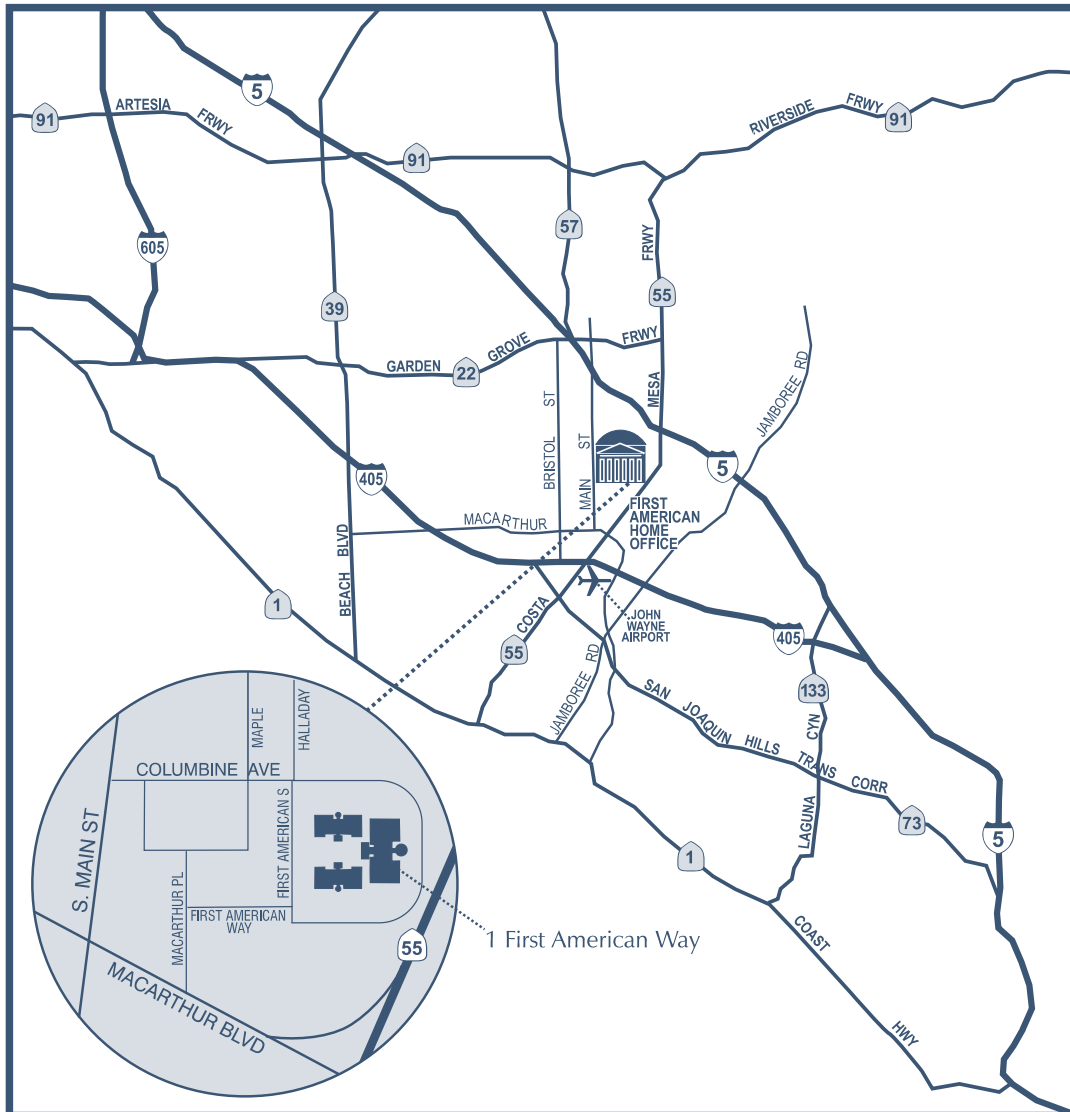 5
91
ARTESIA
FRWY
91
RIVERSIDE
FRWY
91
605
57
FRWY
39
55
GARDEN
GROVE
FRWY
22
MESA
JAMBOREE RD
BRISTOL
ST
MAIN
ST
405
5
MACARTHUR
FIRST
AMERICAN
HOME
OFFICE
BEACH
BLVD
1
COSTA
JOHN
WAYNE
AIRPORT
405
55
JAMBOREE RD
133
SAN
JOAQUIN
HILLS
TRANS
CORR
CYN
LAGUNA
73
5
1
COAST
HWY
MAPLE
HALLADAY
COLUMBINE AVE
S. MAIN ST
FIRST AMERICAN S
MACARTHUR PL
FIRST AMERICAN
WAY
55
1 First American Way
MACARTHUR BLVD